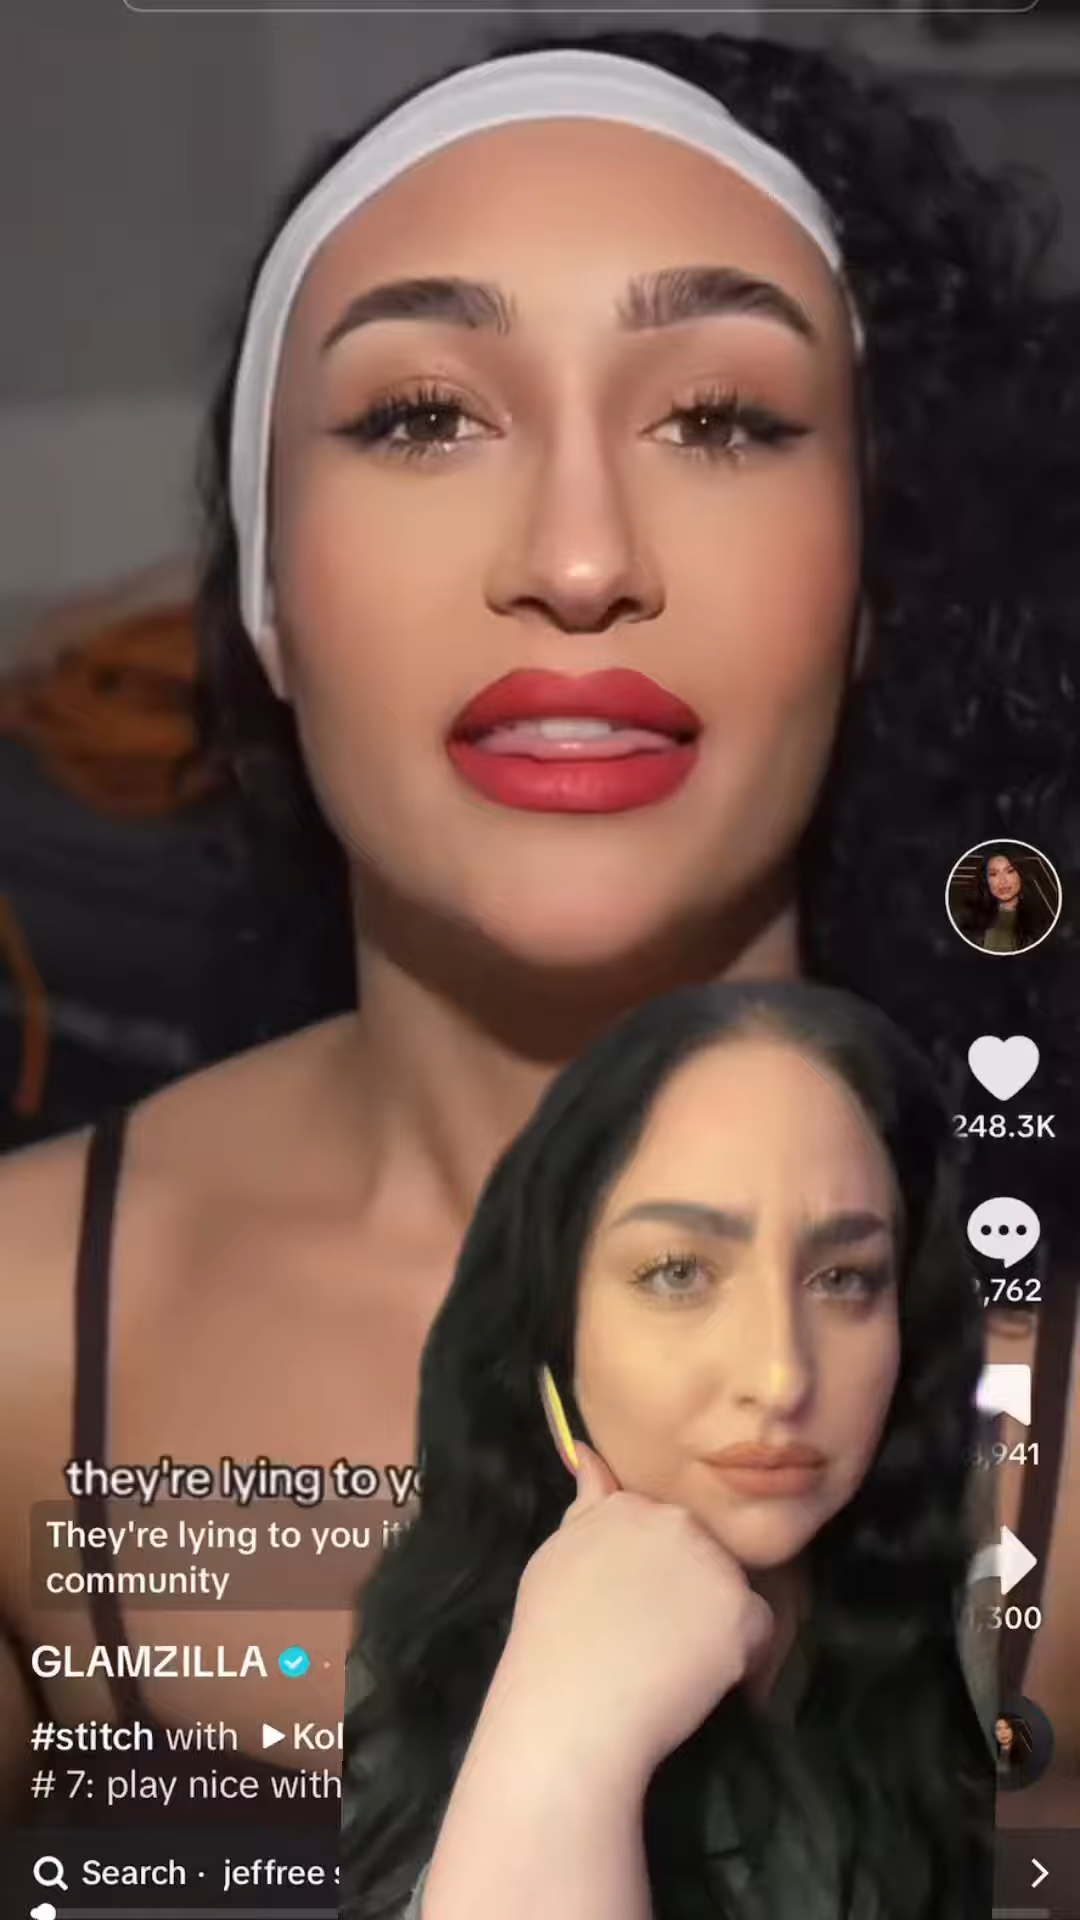 248.3K
,762
,941
,300
they're lying to
They're lying to you
community
GLAMZILLA
#stitch with
# 7: play nice with
Search · jeffree